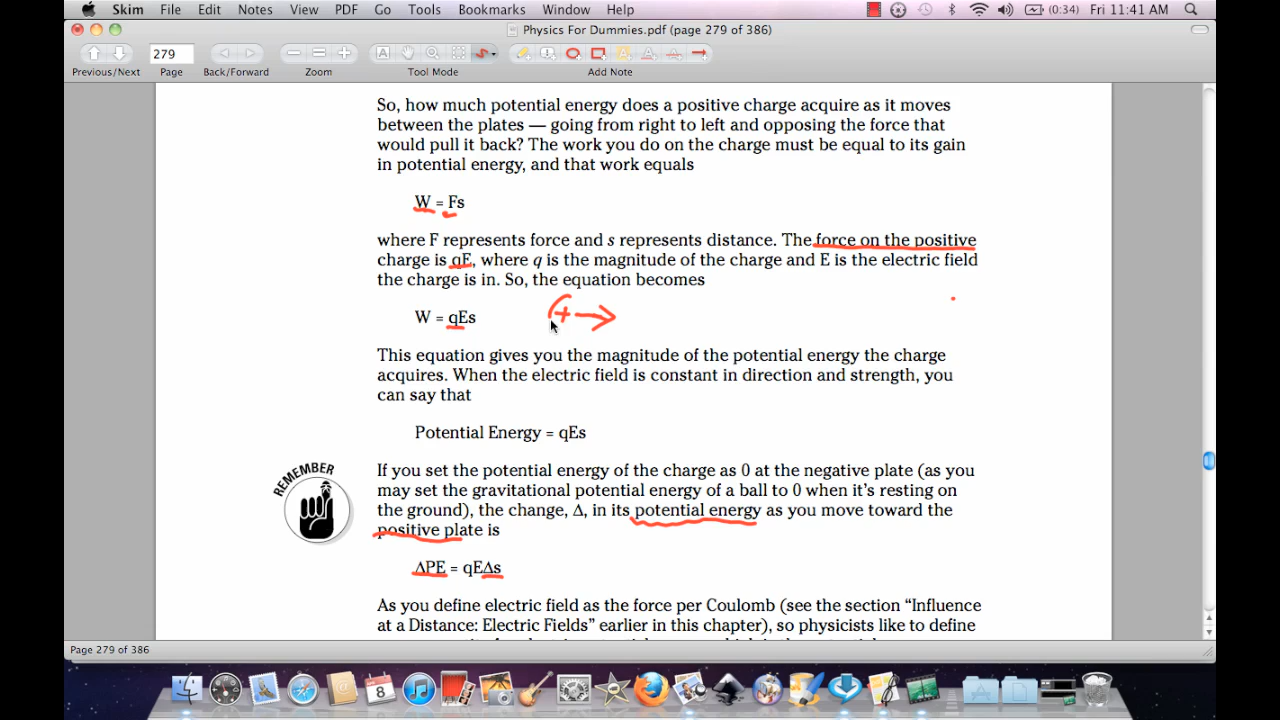 Skim File Edit Notes View PDF Go Tools Bookmarks Window Help (0:34) Fri 11:41 AM
Physics For Dummies.pdf (page 279 of 386)
279
Previous/Next Page Back/Forward Zoom Tool Mode Add Note
So, how much potential energy does a positive charge acquire as it moves
between the plates — going from right to left and opposing the force that
would pull it back? The work you do on the charge must be equal to its gain
in potential energy, and that work equals
W = Fs
where F represents force and s represents distance. The force on the positive
charge is qE, where q is the magnitude of the charge and E is the electric field
the charge is in. So, the equation becomes
W = qEs
+
This equation gives you the magnitude of the potential energy the charge
acquires. When the electric field is constant in direction and strength, you
can say that
Potential Energy = qEs
REMEMBER
If you set the potential energy of the charge as 0 at the negative plate (as you
may set the gravitational potential energy of a ball to 0 when it's resting on
the ground), the change, Δ, in its potential energy as you move toward the
positive plate is
ΔPE = qEΔs
As you define electric field as the force per Coulomb (see the section “Influence
at a Distance: Electric Fields” earlier in this chapter), so physicists like to define
Page 279 of 386
8